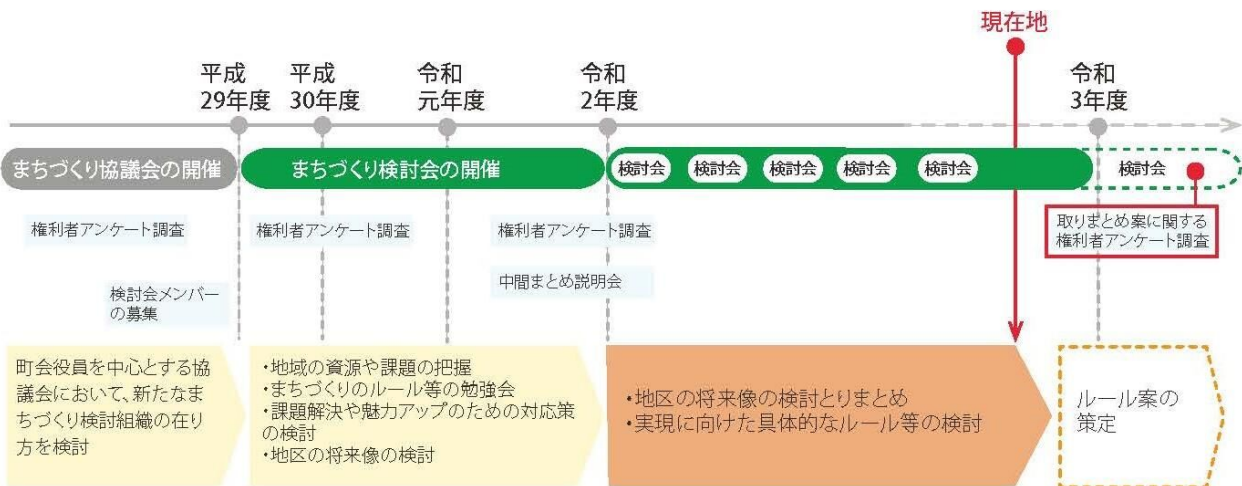 現在地
平成
29年度
平成
30年度
令和
元年度
令和
2年度
令和
3年度
まちづくり協議会の開催
まちづくり検討会の開催
検討会
検討会
検討会
検討会
検討会
検討会
権利者アンケート調査
権利者アンケート調査
権利者アンケート調査
取りまとめ案に関する
権利者アンケート調査
中間まとめ説明会
検討会メンバー
の募集
町会役員を中心とする協
議会において、新たなま
ちづくり検討組織の在り
方を検討
・地域の資源や課題の把握
・まちづくりのルール等の勉強会
・課題解決や魅力アップのための対応策
の検討
・地区の将来像の検討
・地区の将来像の検討とりまとめ
・実現に向けた具体的なルール等の検討
ルール案の
策定